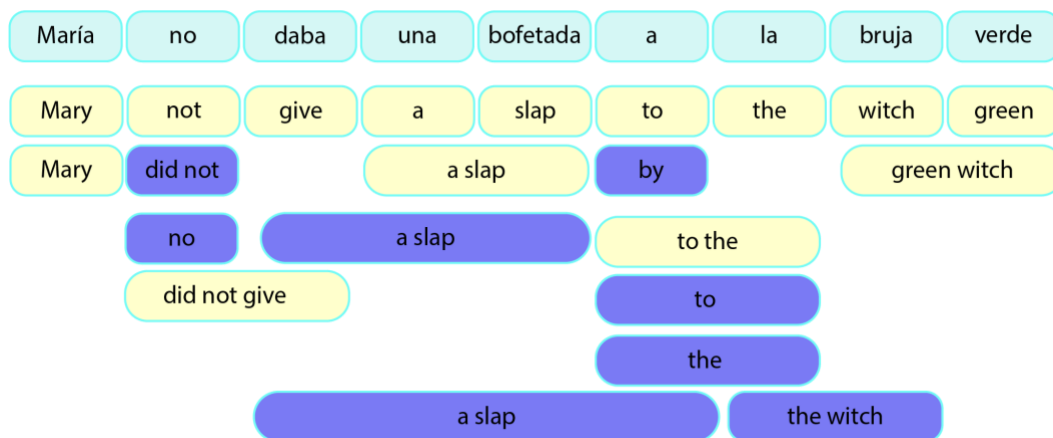 María no daba una bofetada a la bruja verde
Mary not give a slap to the witch green
Mary did not a slap by green witch
no a slap to the
did not give to
the
a slap the witch